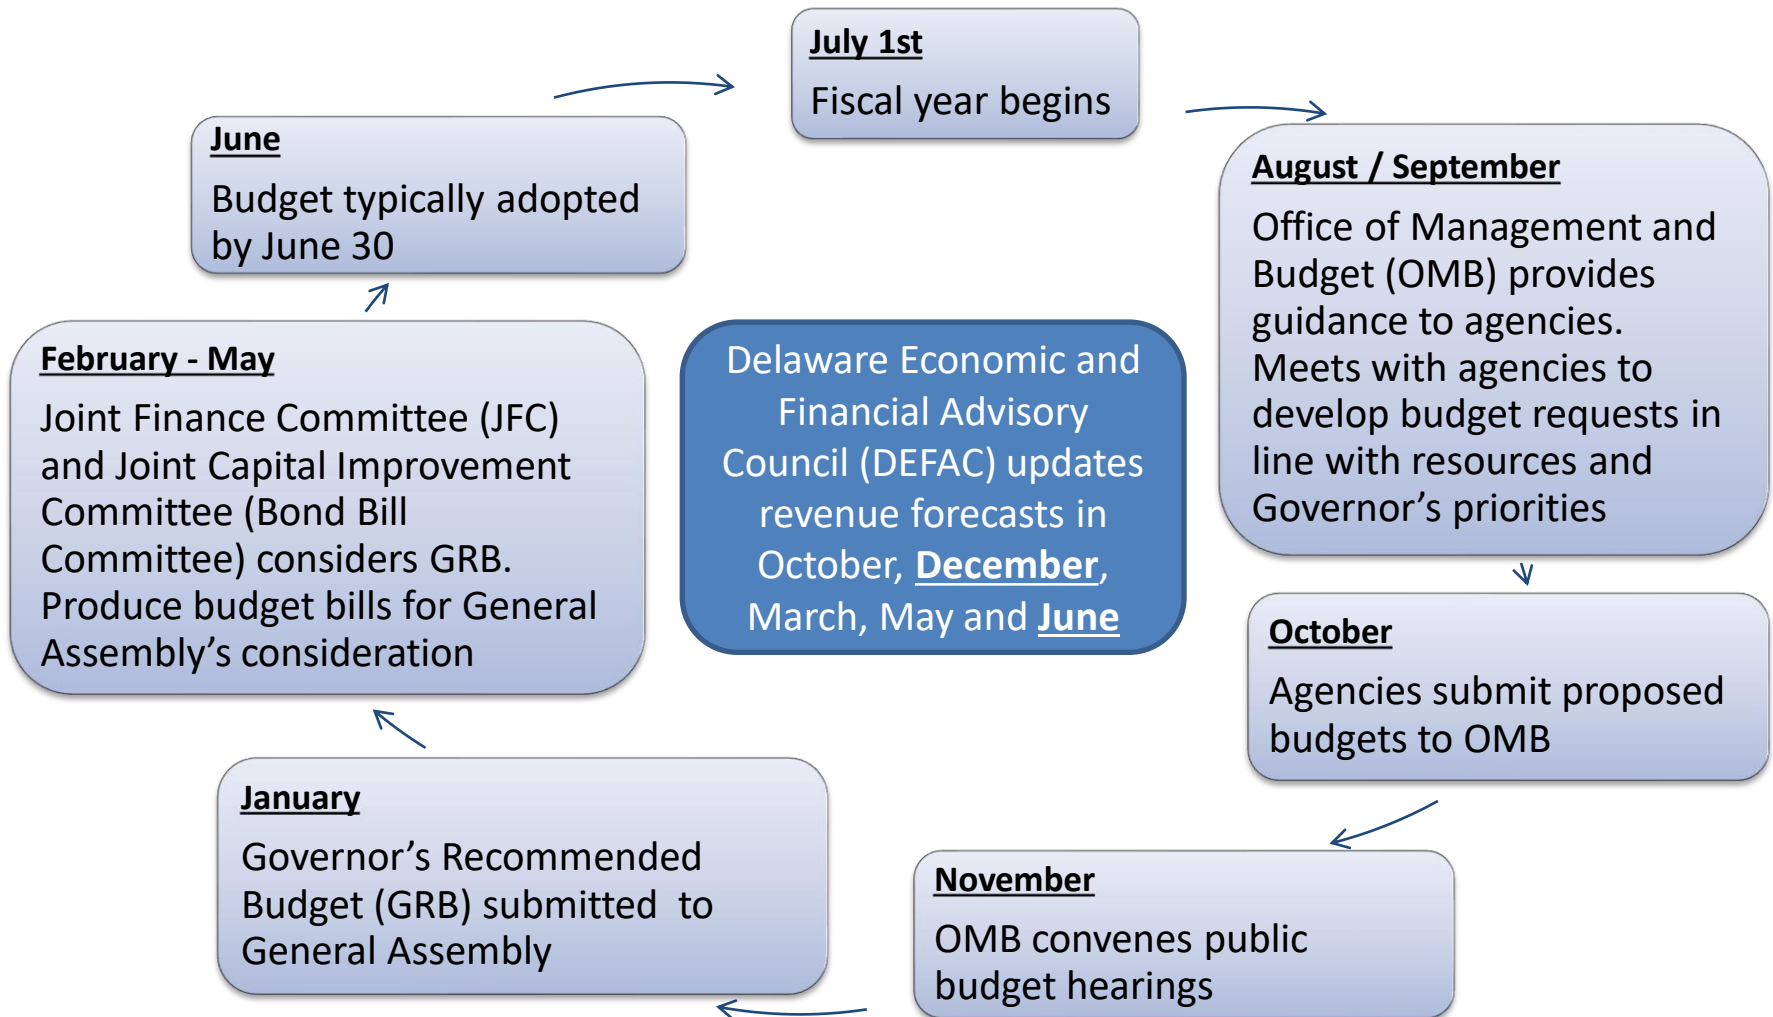 July 1st
Fiscal year begins
August / September
Office of Management and
Budget (OMB) provides
guidance to agencies.
Meets with agencies to
develop budget requests in
line with resources and
Governor’s priorities
October
Agencies submit proposed
budgets to OMB
November
OMB convenes public
budget hearings
January
Governor’s Recommended
Budget (GRB) submitted  to
General Assembly
February - May
Joint Finance Committee (JFC)
and Joint Capital Improvement
Committee (Bond Bill
Committee) considers GRB.
Produce budget bills for General
Assembly’s consideration
June
Budget typically adopted
by June 30
Delaware Economic and
Financial Advisory
Council (DEFAC) updates
revenue forecasts in
October, December,
March, May and June